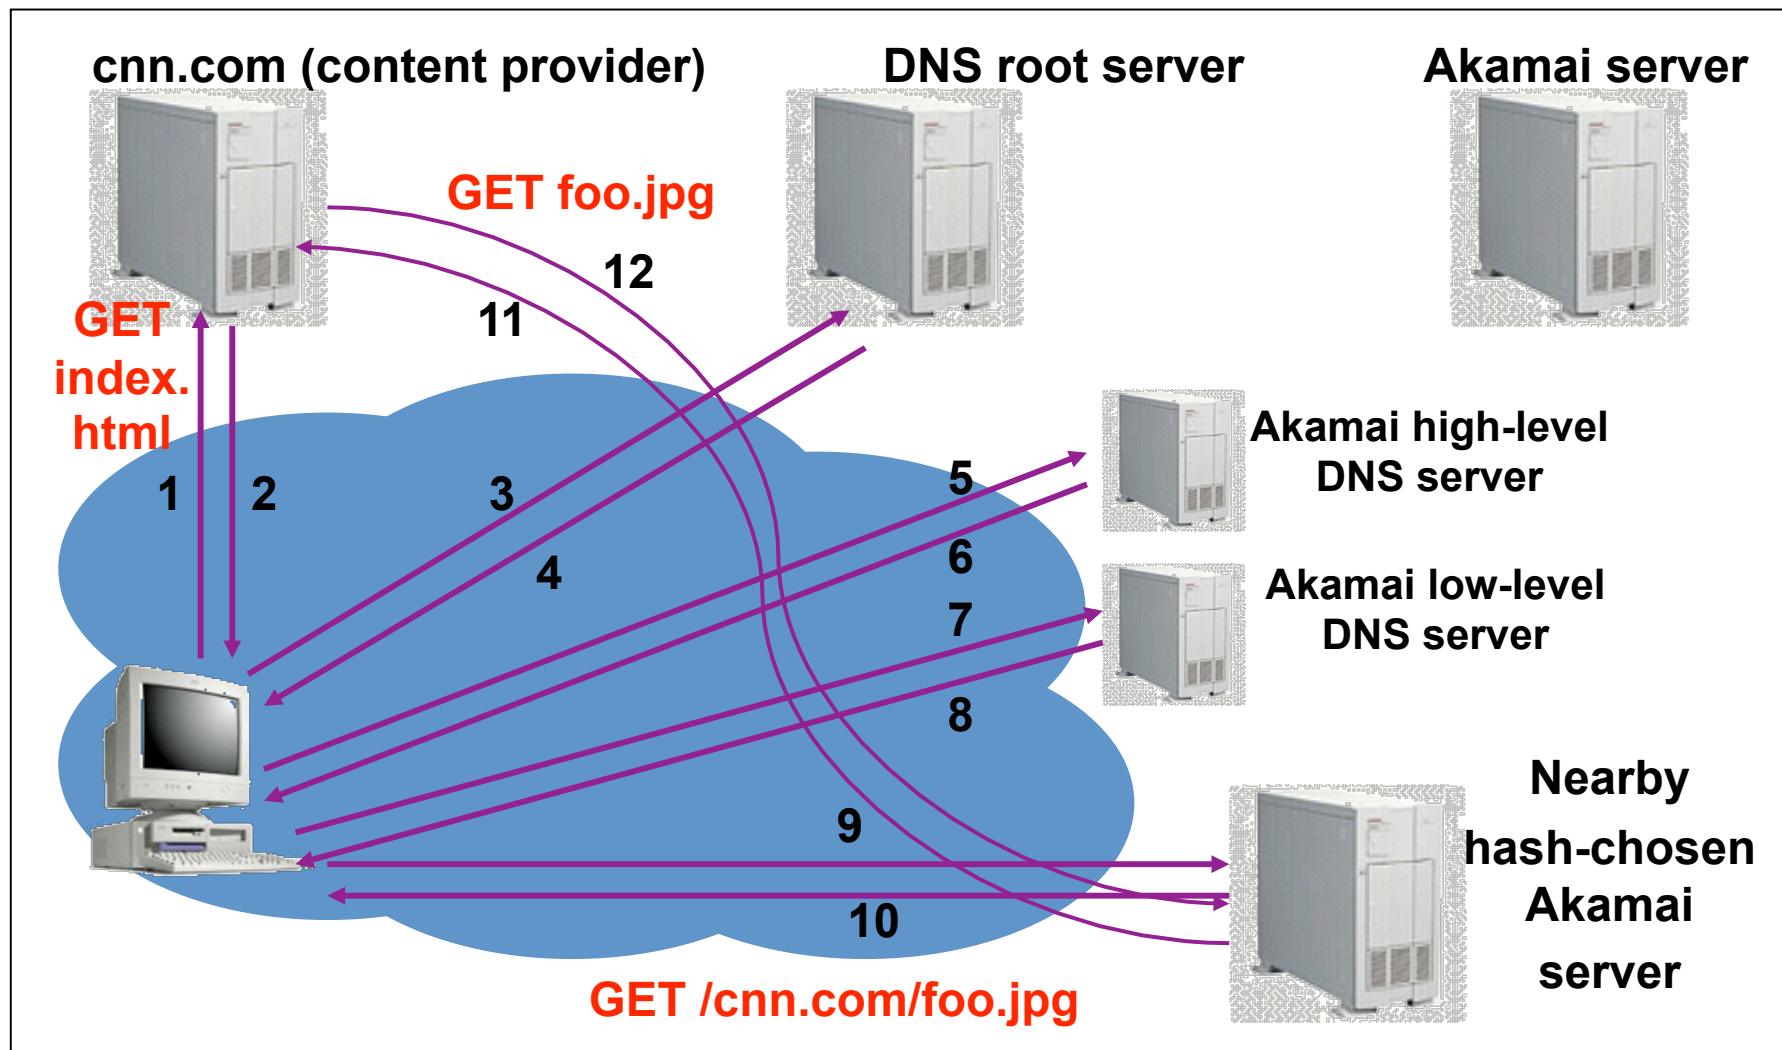 cnn.com (content provider)
DNS root server
Akamai server
GET foo.jpg
12
11
GET
index.
html
1
2
3
4
5
6
7
8
Akamai high-level
DNS server
Akamai low-level
DNS server
9
10
Nearby
hash-chosen
Akamai
server
GET /cnn.com/foo.jpg